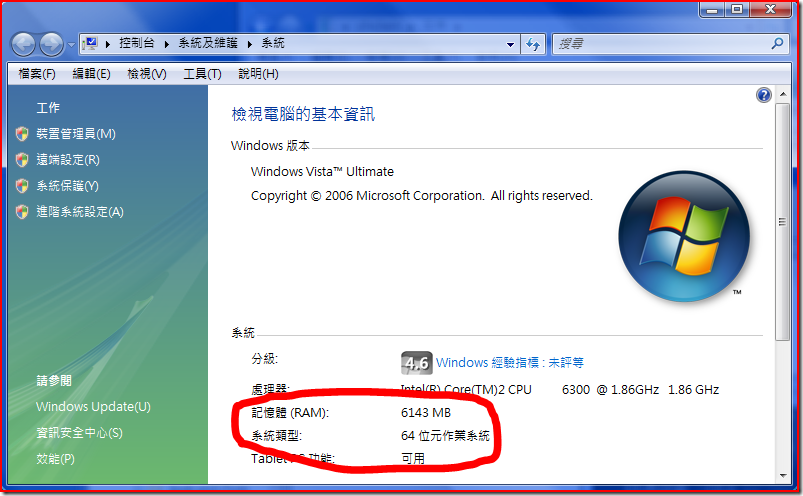 控制台 系統及維護 系統 搜尋
檔案(F) 編輯(E) 檢視(V) 工具(T) 說明(H)
工作
裝置管理員(M)
遠端設定(R)
系統保護(Y)
進階系統設定(A)
請參閱
Windows Update(U)
資訊安全中心(S)
效能(P)
檢視電腦的基本資訊
Windows 版本
Windows Vista™ Ultimate
Copyright © 2006 Microsoft Corporation. All rights reserved.
™
系統
分級: 4.6 Windows 經驗指標 : 未評等
處理器: Intel(R) Core(TM)2 CPU 6300 @ 1.86GHz 1.86 GHz
記憶體 (RAM): 6143 MB
系統類型: 64 位元作業系統
Tablet PC 功能: 可用